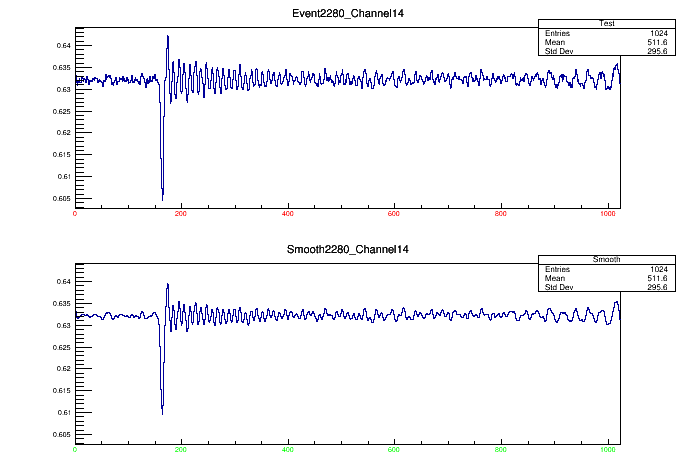 Event2280_Channel14
Test
Entries 1024
Mean 511.6
Std Dev 295.6
0.64
0.635
0.63
0.625
0.62
0.615
0.61
0.605
0 200 400 600 800 1000
Smooth2280_Channel14
Smooth
Entries 1024
Mean 511.6
Std Dev 295.6
0.64
0.635
0.63
0.625
0.62
0.615
0.61
0.605
0 200 400 600 800 1000